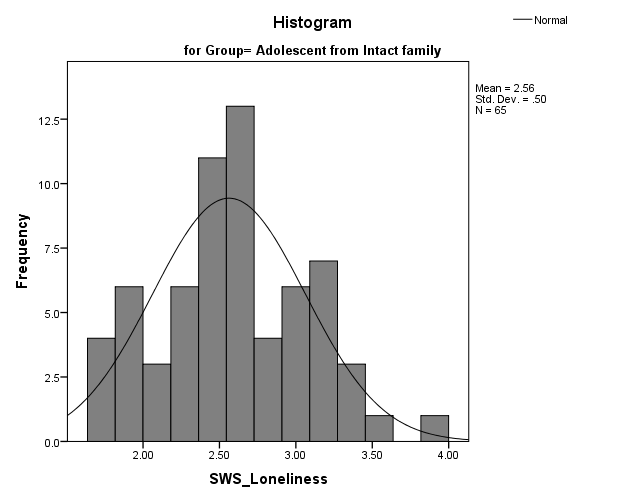 Histogram
Normal
for Group= Adolescent from Intact family
Mean = 2.56
Std. Dev. = .50
N = 65
12.5
10.0
7.5
5.0
2.5
0.0
Frequency
2.00 2.50 3.00 3.50 4.00
SWS_Loneliness